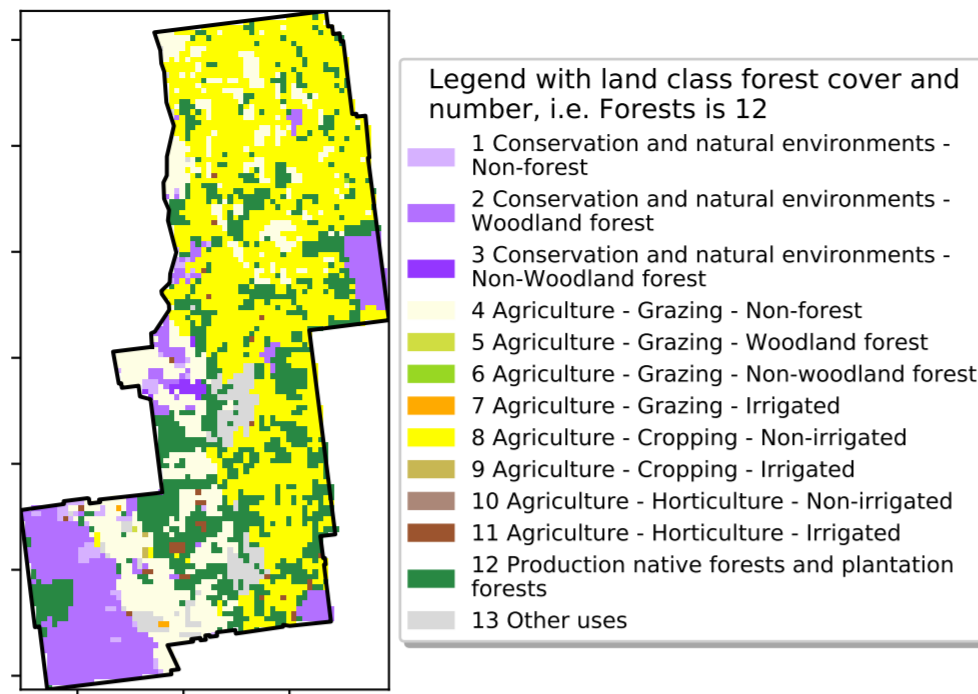 Legend with land class forest cover and
number, i.e. Forests is 12
1 Conservation and natural environments -
Non-forest
2 Conservation and natural environments -
Woodland forest
3 Conservation and natural environments -
Non-Woodland forest
4 Agriculture - Grazing - Non-forest
5 Agriculture - Grazing - Woodland forest
6 Agriculture - Grazing - Non-woodland forest
7 Agriculture - Grazing - Irrigated
8 Agriculture - Cropping - Non-irrigated
9 Agriculture - Cropping - Irrigated
10 Agriculture - Horticulture - Non-irrigated
11 Agriculture - Horticulture - Irrigated
12 Production native forests and plantation
forests
13 Other uses